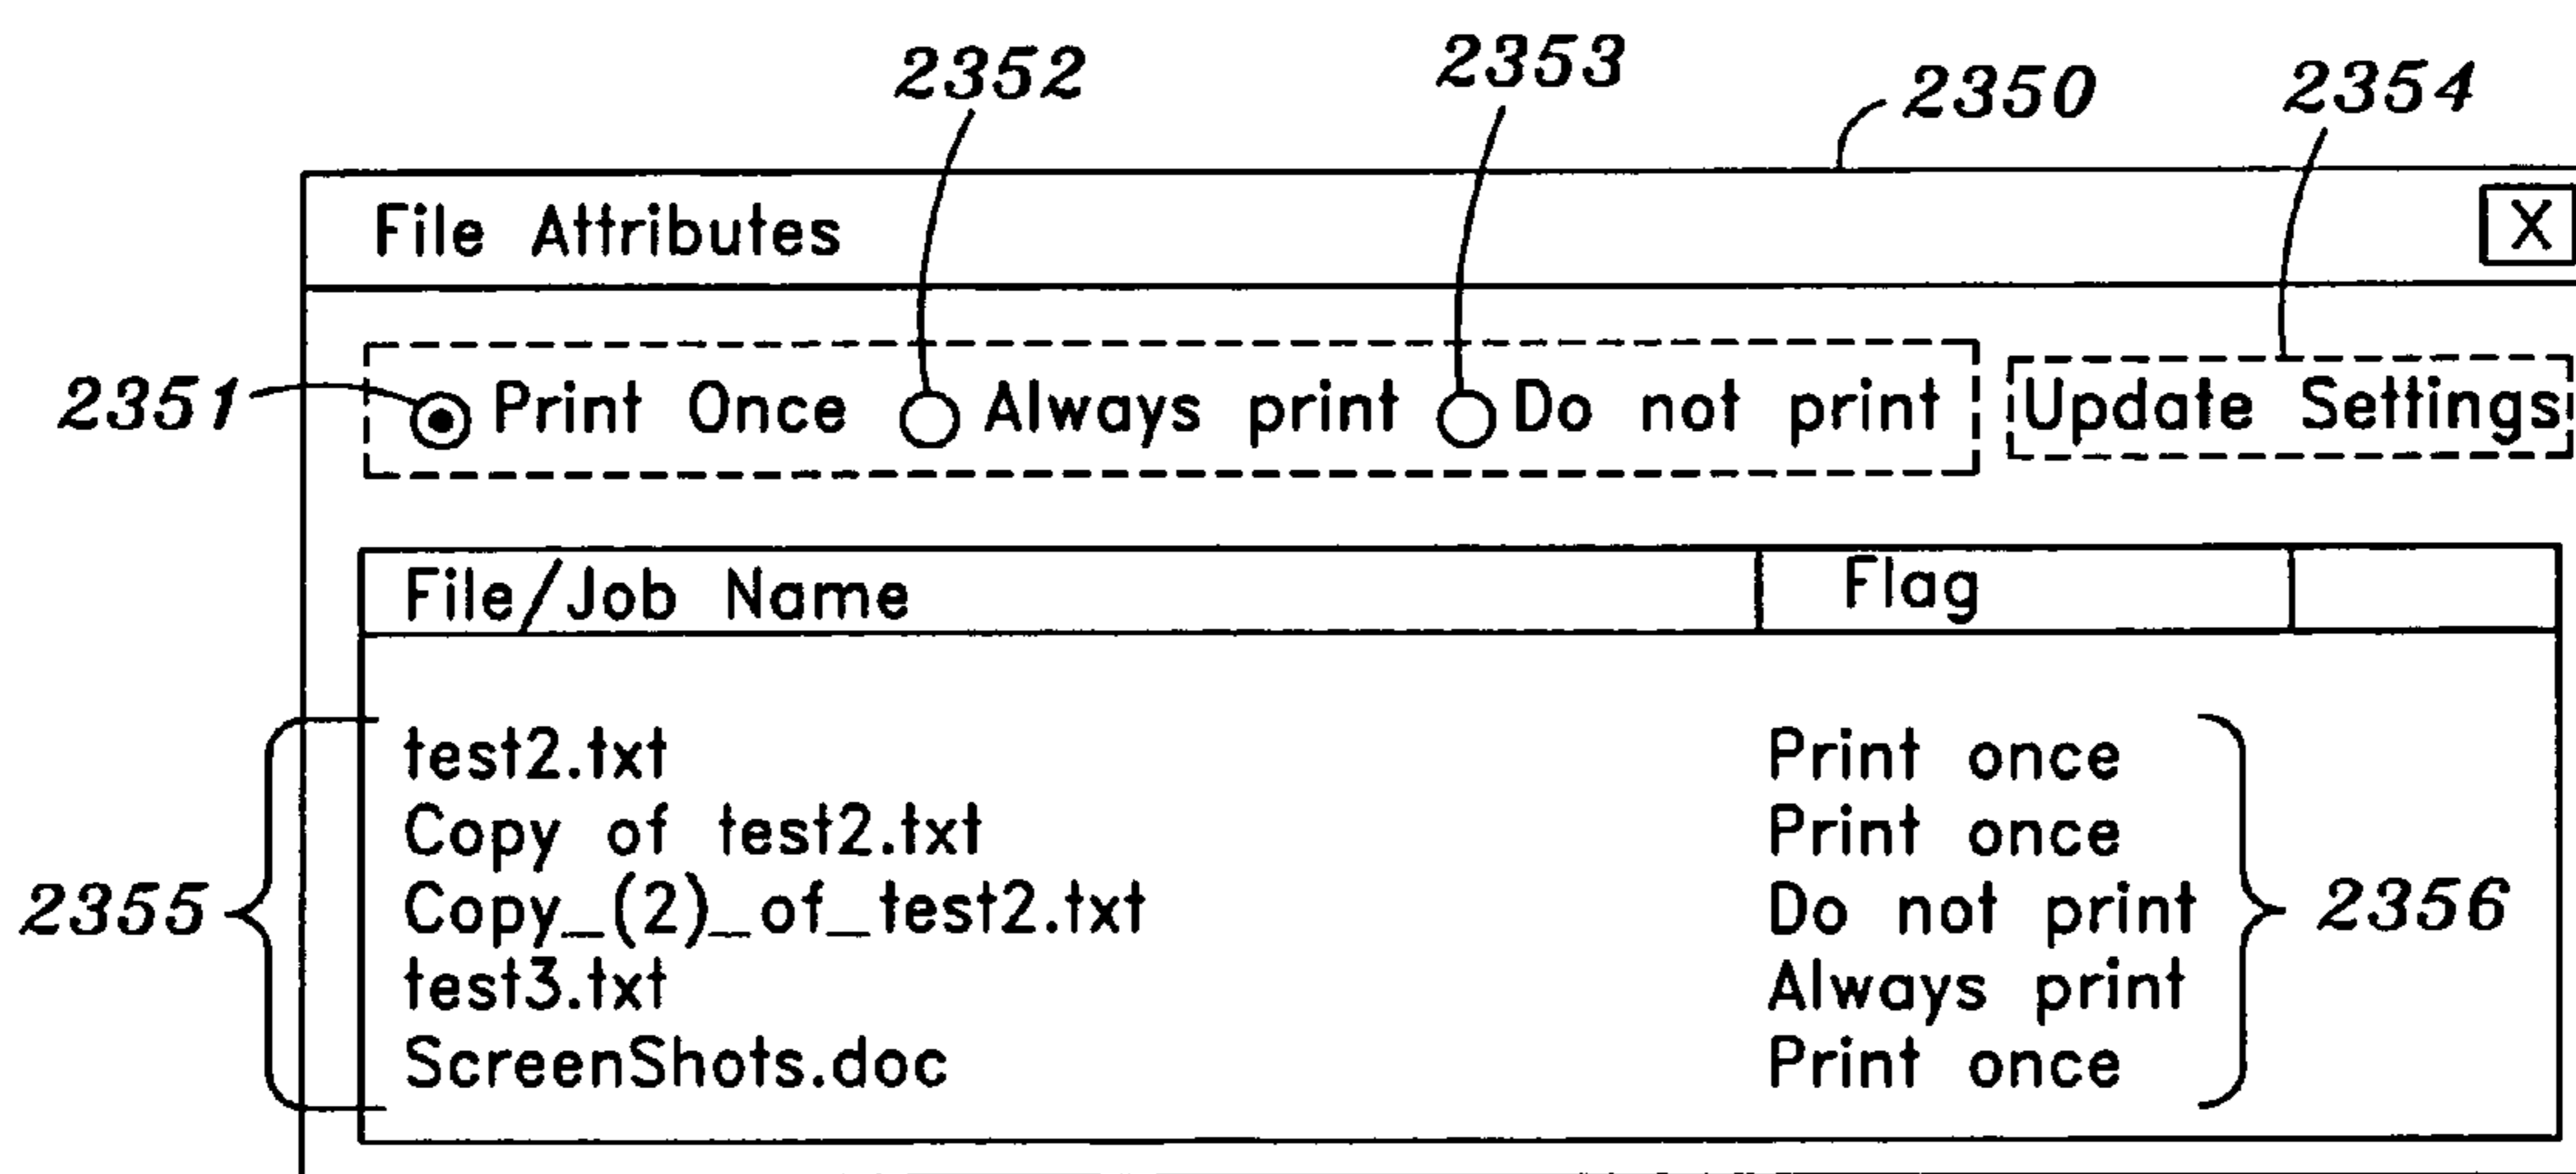 2352 2353 2350 2354
File Attributes X
2351 Print Once Always print Do not print Update Settings
File/Job Name Flag
test2.txt Print once
Copy of test2.txt Print once
2355 Copy_(2)_of_test2.txt Do not print 2356
test3.txt Always print
ScreenShots.doc Print once